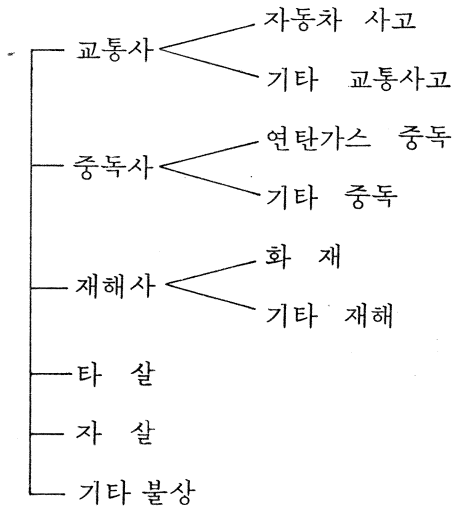 자동차 사고
교통사
기타 교통사고
연탄가스 중독
중독사
기타 중독
화 재
재해사
기타 재해
타 살
자 살
기타 불상